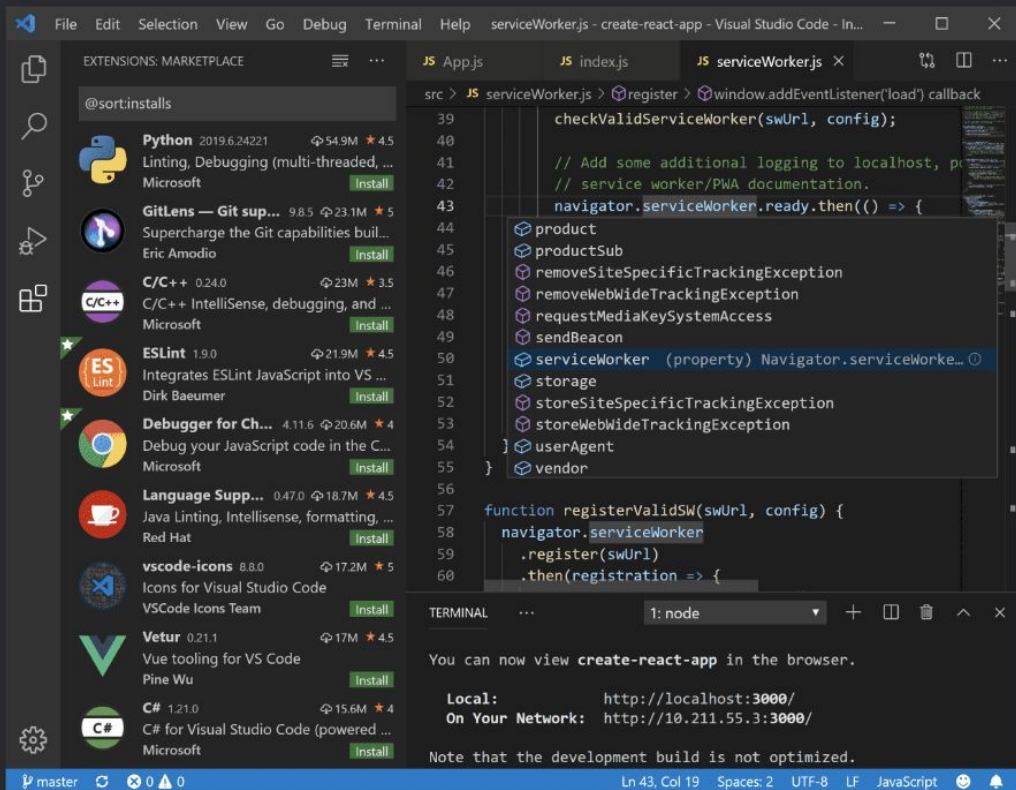 File Edit Selection View Go Debug Terminal Help serviceWorker.js - create-react-app - Visual Studio Code - In...
EXTENSIONS: MARKETPLACE
@sort:installs
Python 2019.6.24221 54.9M ★ 4.5
Linting, Debugging (multi-threaded, ...
Microsoft Install
GitLens — Git sup... 9.8.5 23.1M ★ 5
Supercharge the Git capabilities buil...
Eric Amodio Install
C/C++
C/C++ 0.24.0 23M ★ 3.5
C/C++ IntelliSense, debugging, and ...
Microsoft Install
ES
Lint
ESLint 1.9.0 21.9M ★ 4.5
Integrates ESLint JavaScript into VS ...
Dirk Baeumer Install
Debugger for Ch... 4.11.6 20.6M ★ 4
Debug your JavaScript code in the C...
Microsoft Install
Language Supp... 0.47.0 18.7M ★ 4.5
Java Linting, Intellisense, formatting, ...
Red Hat Install
vscode-icons 8.8.0 17.2M ★ 5
Icons for Visual Studio Code
VSCode Icons Team Install
Vetur 0.21.1 17M ★ 4.5
Vue tooling for VS Code
Pine Wu Install
C#
C# 1.21.0 15.6M ★ 4
C# for Visual Studio Code (powered ...
Microsoft Install
JS App.js JS index.js JS serviceWorker.js ×
src > JS serviceWorker.js > register > window.addEventListener('load') callback
39 checkValidServiceWorker(swUrl, config);
40
41 // Add some additional logging to localhost, po
42 // service worker/PWA documentation.
43 navigator.serviceWorker.ready.then(() => {
44 product
45 productSub
46 removeSiteSpecificTrackingException
47 removeWebWideTrackingException
48 requestMediaKeySystemAccess
49 sendBeacon
50 serviceWorker (property) Navigator.serviceWorke...
51 storage
52 storeSiteSpecificTrackingException
53 storeWebWideTrackingException
54 } userAgent
55 } vendor
56
57 function registerValidSW(swUrl, config) {
58 navigator.serviceWorker
59 .register(swUrl)
60 .then(registration => {
TERMINAL ... 1: node
You can now view create-react-app in the browser.
Local: http://localhost:3000/
On Your Network: http://10.211.55.3:3000/
Note that the development build is not optimized.
master 0 0 Ln 43, Col 19 Spaces: 2 UTF-8 LF JavaScript